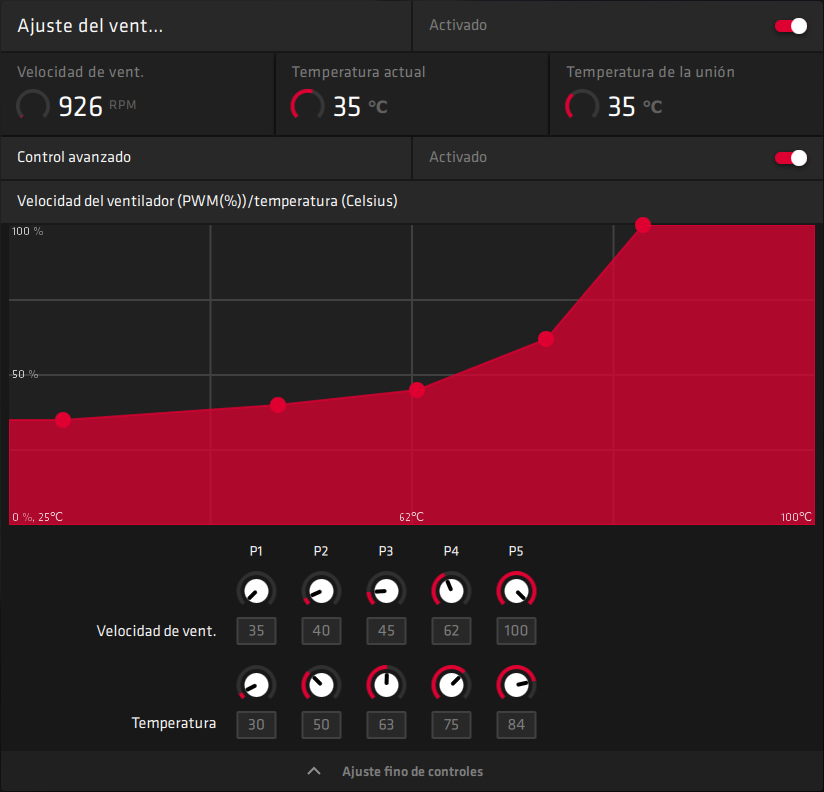 Ajuste del vent...
Activado
Velocidad de vent.
Temperatura actual
Temperatura de la unión
926 RPM
35 °C
35 °C
Control avanzado
Activado
Velocidad del ventilador (PWM(%))/temperatura (Celsius)
100 %
50 %
0 %, 25°C
62°C
100°C
P1 P2 P3 P4 P5
Velocidad de vent. 35 40 45 62 100
Temperatura 30 50 63 75 84
Ajuste fino de controles